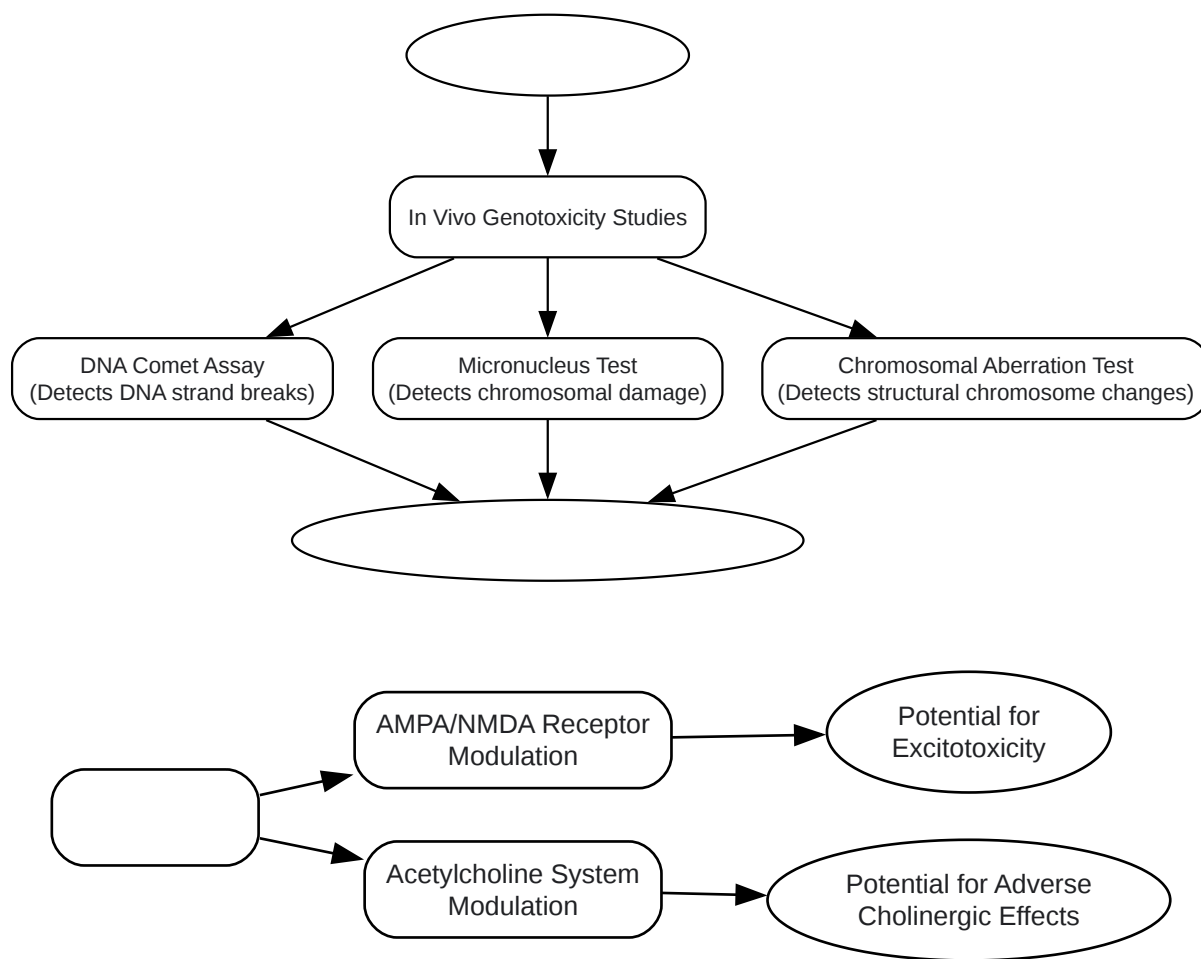 In Vivo Genotoxicity Studies
DNA Comet Assay
(Detects DNA strand breaks)
Micronucleus Test
(Detects chromosomal damage)
Chromosomal Aberration Test
(Detects structural chromosome changes)
AMPA/NMDA Receptor
Modulation
Potential for
Excitotoxicity
Acetylcholine System
Modulation
Potential for Adverse
Cholinergic Effects